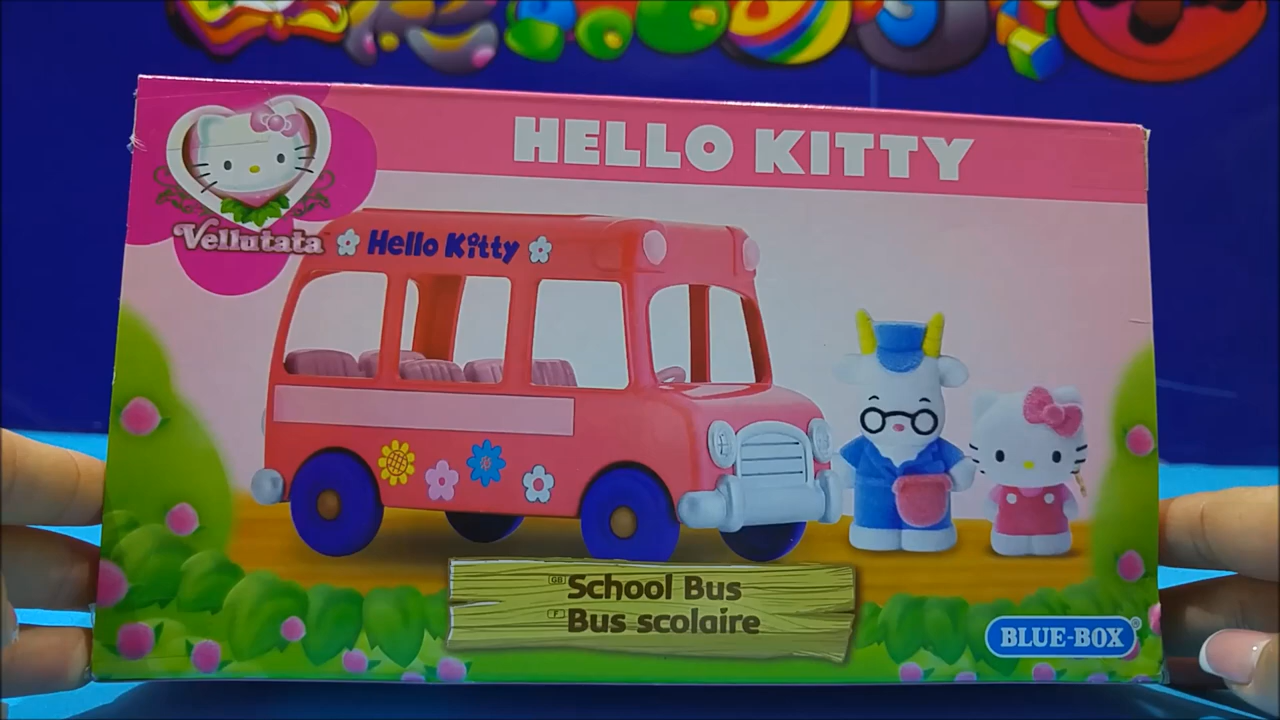 HELLO KITTY
Vellutata
Hello Kitty
GB School Bus
F Bus scolaire
BLUE-BOX®